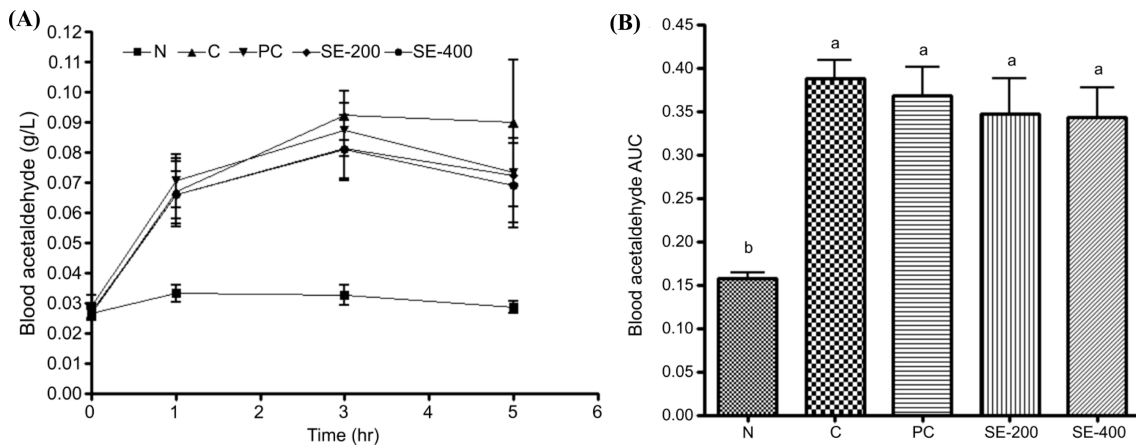 (A)
N C PC SE-200 SE-400
Blood acetaldehyde (g/L)
0.12
0.11
0.10
0.09
0.08
0.07
0.06
0.05
0.04
0.03
0.02
0.01
0.00
0 1 2 3 4 5 6
Time (hr)
(B)
Blood acetaldehyde AUC
0.45
0.40
0.35
0.30
0.25
0.20
0.15
0.10
0.05
0.00
b a a a a
N C PC SE-200 SE-400